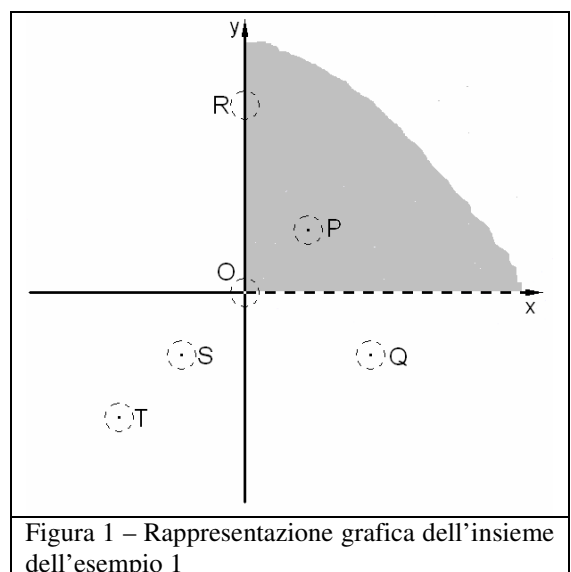 y
R
P
O
x
S
Q
T
Figura 1 – Rappresentazione grafica dell'insieme
dell'esempio 1